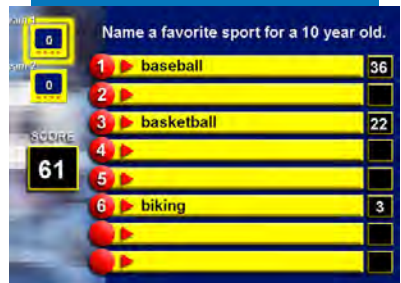 Name a favorite sport for a 10 year old.
0
1 baseball 36
0
2
3 basketball 22
SCORE
4
61
5
6 biking 3